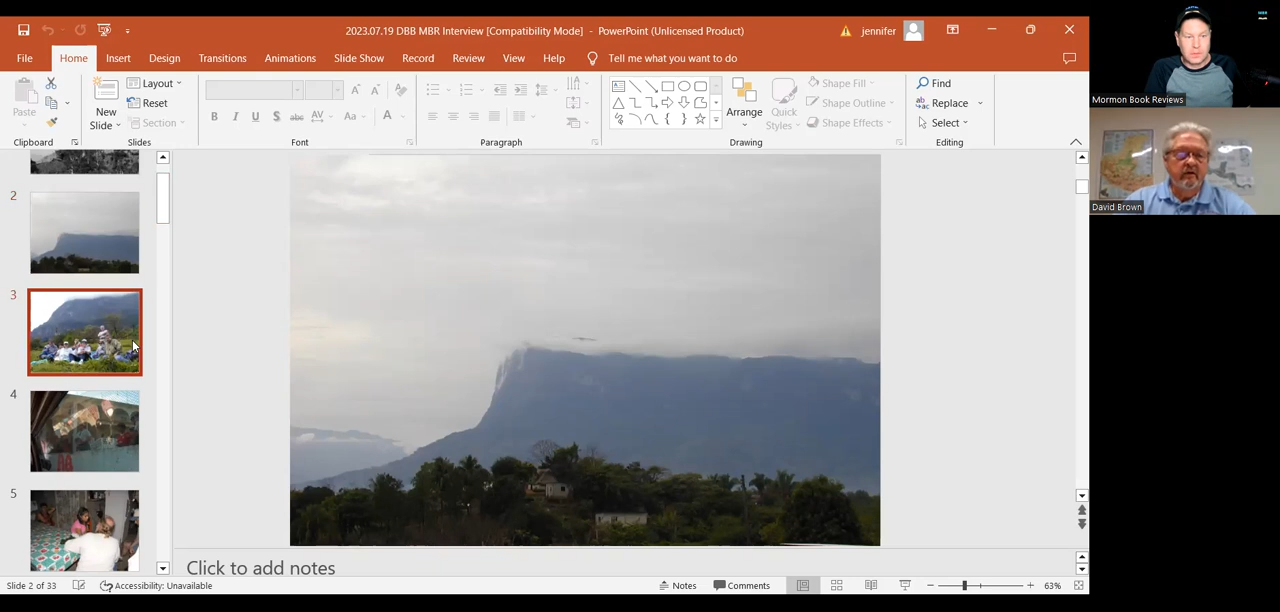 2023.07.19 DBB MBR Interview [Compatibility Mode] - PowerPoint (Unlicensed Product)
jennifer
File Home Insert Design Transitions Animations Slide Show Record Review View Help Tell me what you want to do
Paste
New Slide
Layout
Reset
Section
B I U S abc AV Aa A
Arrange
Quick Styles
Shape Fill
Shape Outline
Shape Effects
Find
Replace
Select
Clipboard
Slides
Font
Paragraph
Drawing
Editing
2
3
4
5
Click to add notes
Slide 2 of 33
Accessibility: Unavailable
Notes
Comments
63%
Mormon Book Reviews
David Brown